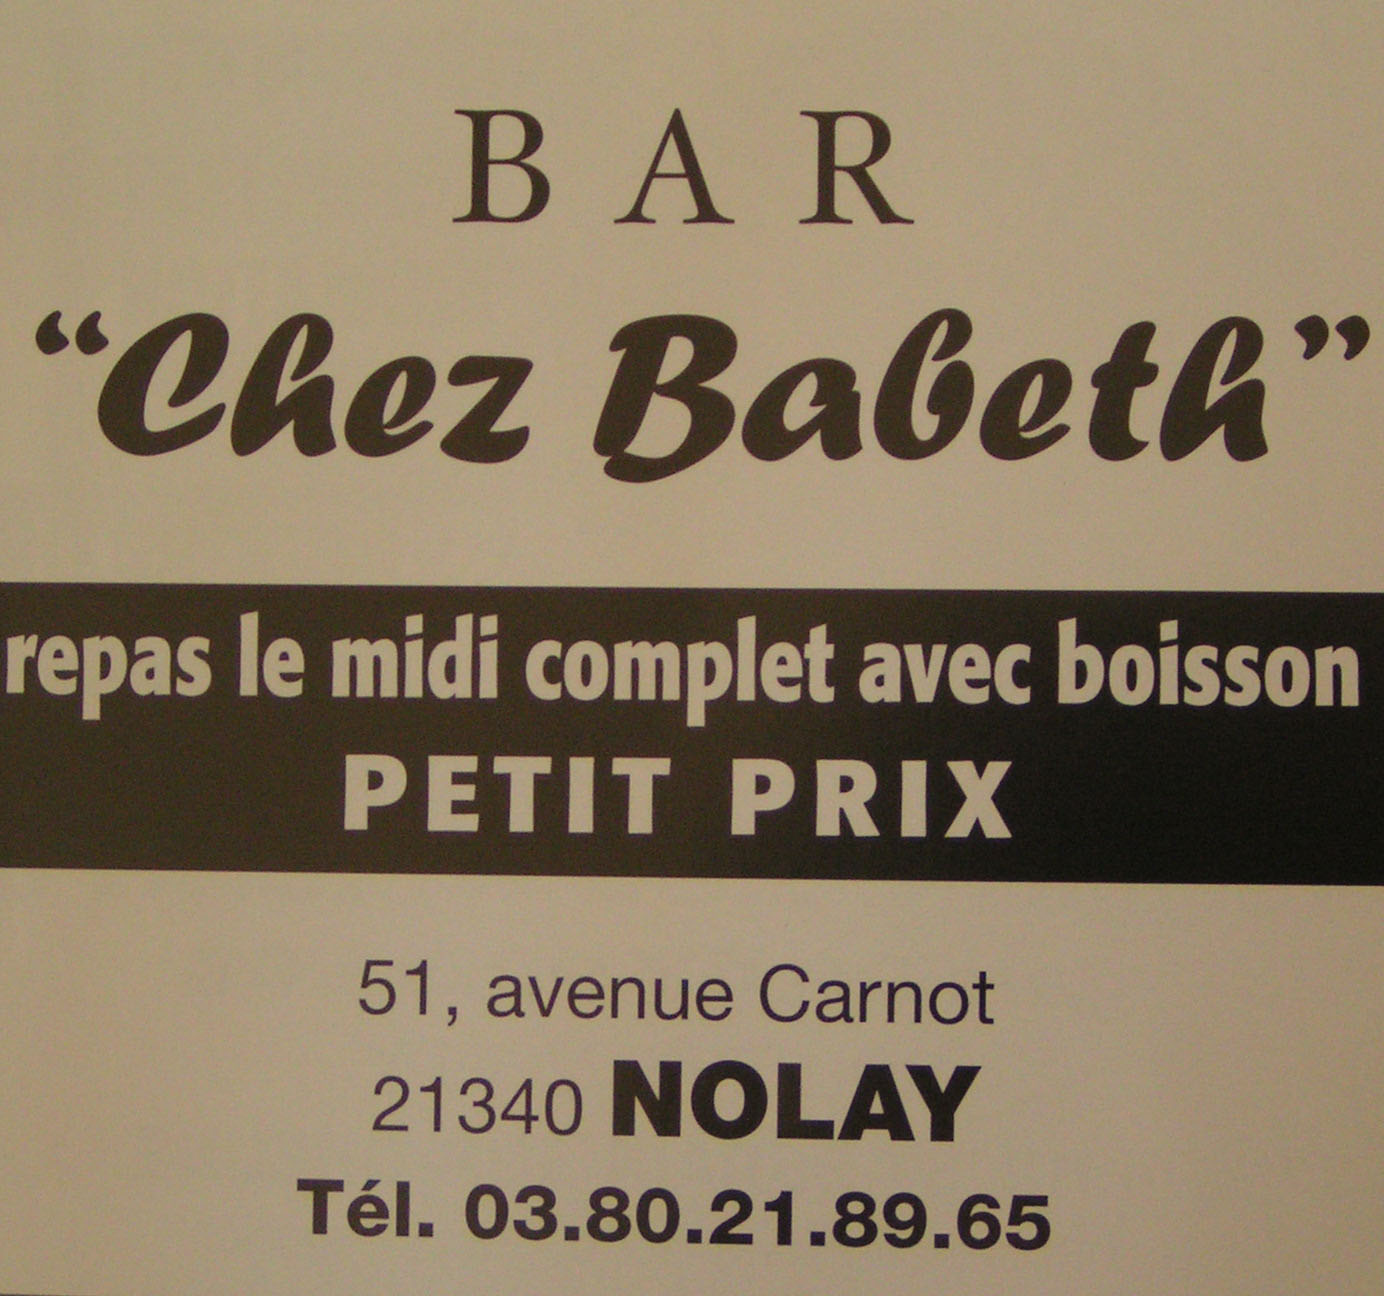 BAR
“Chez Babeth”
repas le midi complet avec boisson
PETIT PRIX
51, avenue Carnot
21340 NOLAY
Tél. 03.80.21.89.65